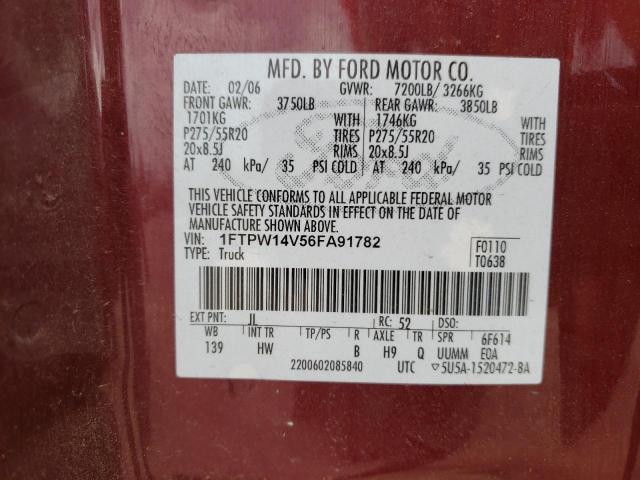 MFD. BY FORD MOTOR CO.
DATE: 02/06 GVWR: 7200LB/ 3266KG
FRONT GAWR: 3750LB REAR GAWR: 3850LB
1701KG WITH 1746KG WITH
P275/55R20 TIRES P275/55R20 TIRES
20x8.5J RIMS 20x8.5J RIMS
AT 240 kPa/ 35 PSI COLD AT 240 kPa/ 35 PSI COLD
THIS VEHICLE CONFORMS TO ALL APPLICABLE FEDERAL MOTOR
VEHICLE SAFETY STANDARDS IN EFFECT ON THE DATE OF
MANUFACTURE SHOWN ABOVE.
VIN: 1FTPW14V56FA91782 F0110
TYPE: Truck T0638
EXT PNT: JL RC: 52 DSO:
WB INT TR TP/PS R AXLE TR SPR 6F614
139 HW B H9 Q UUMM EOA
2200602085840 UTC ▽5U5A-1520472-BA